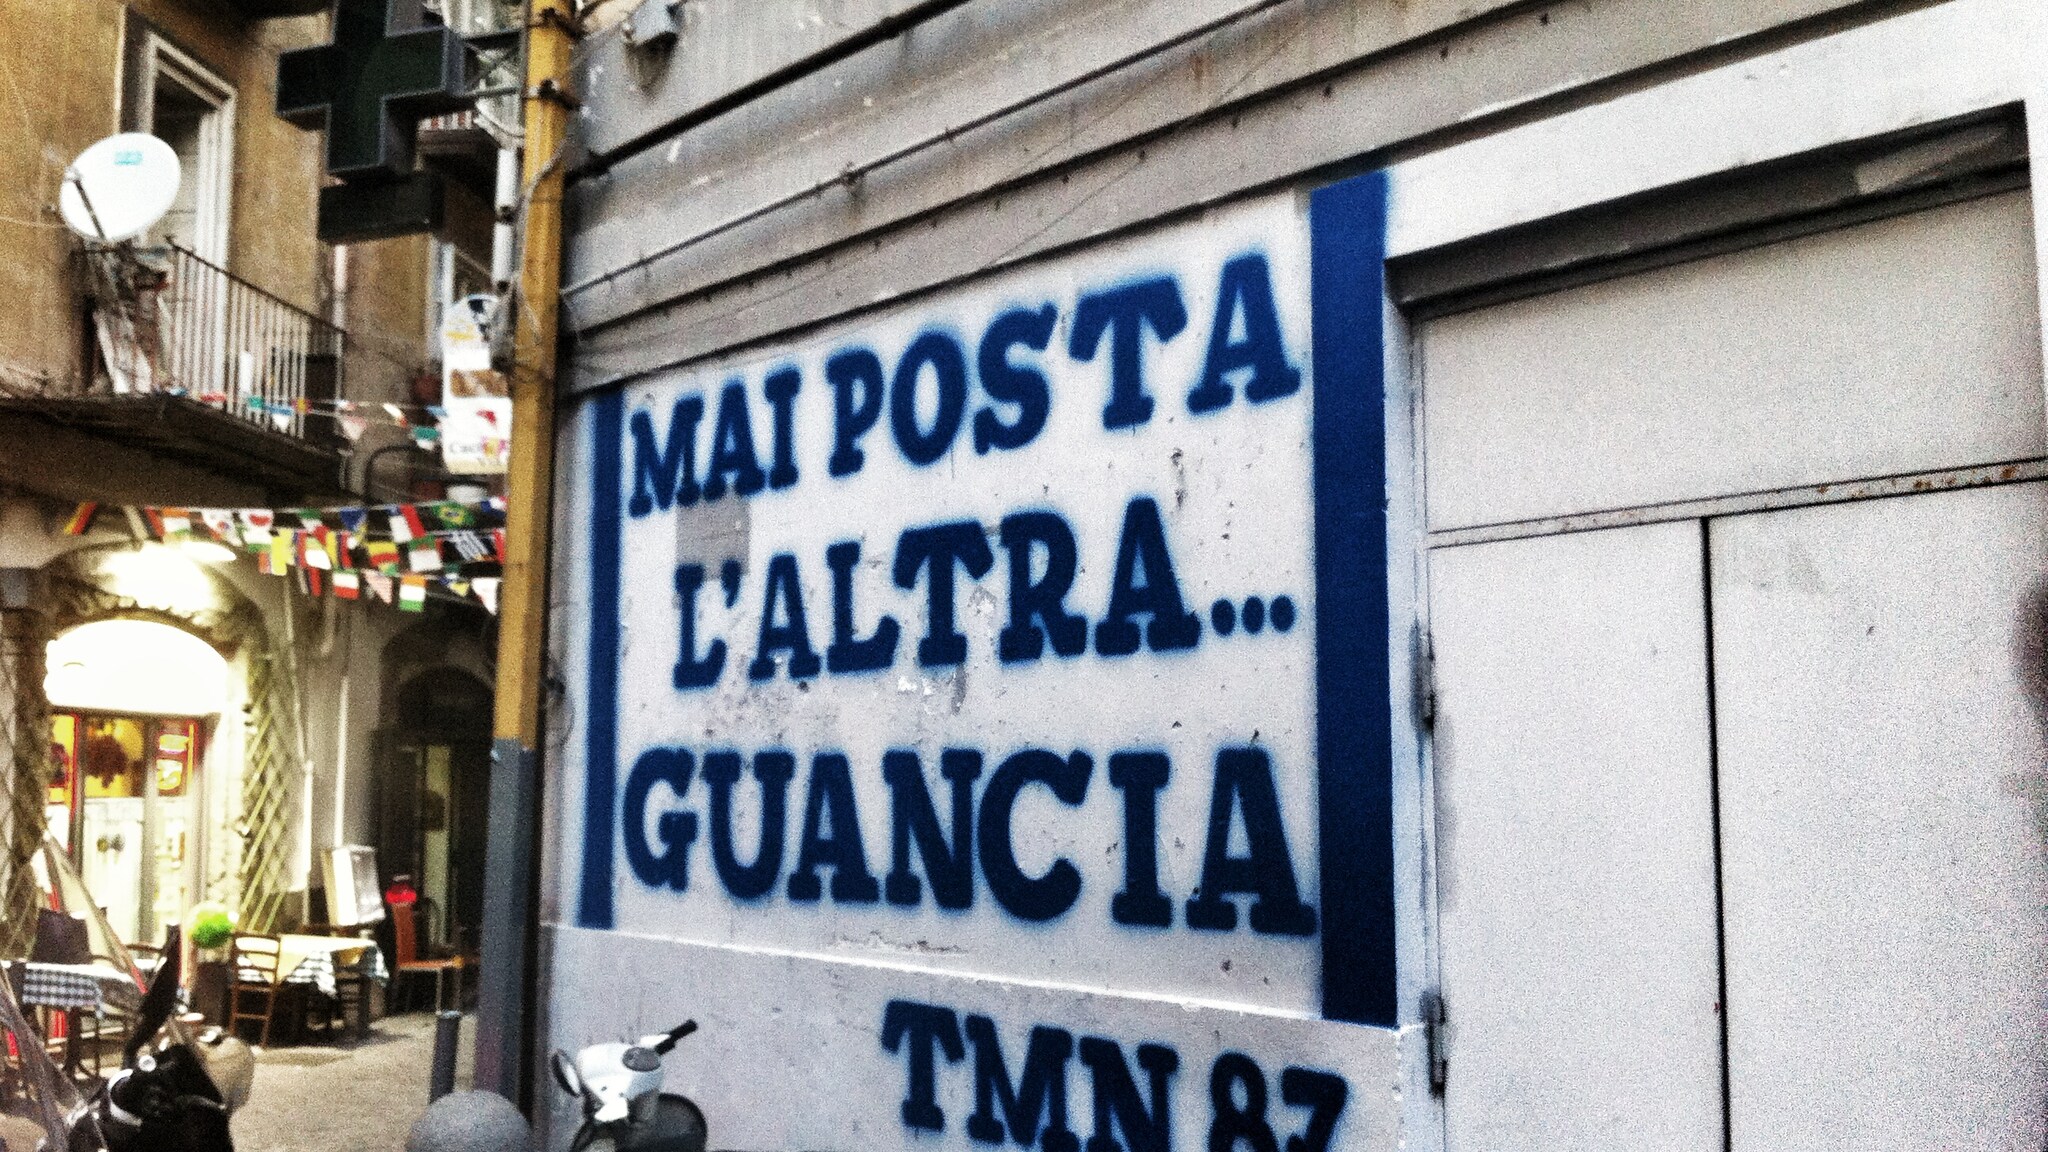 MAI POSTA
L'ALTRA...
GUANCIA
TMN 87